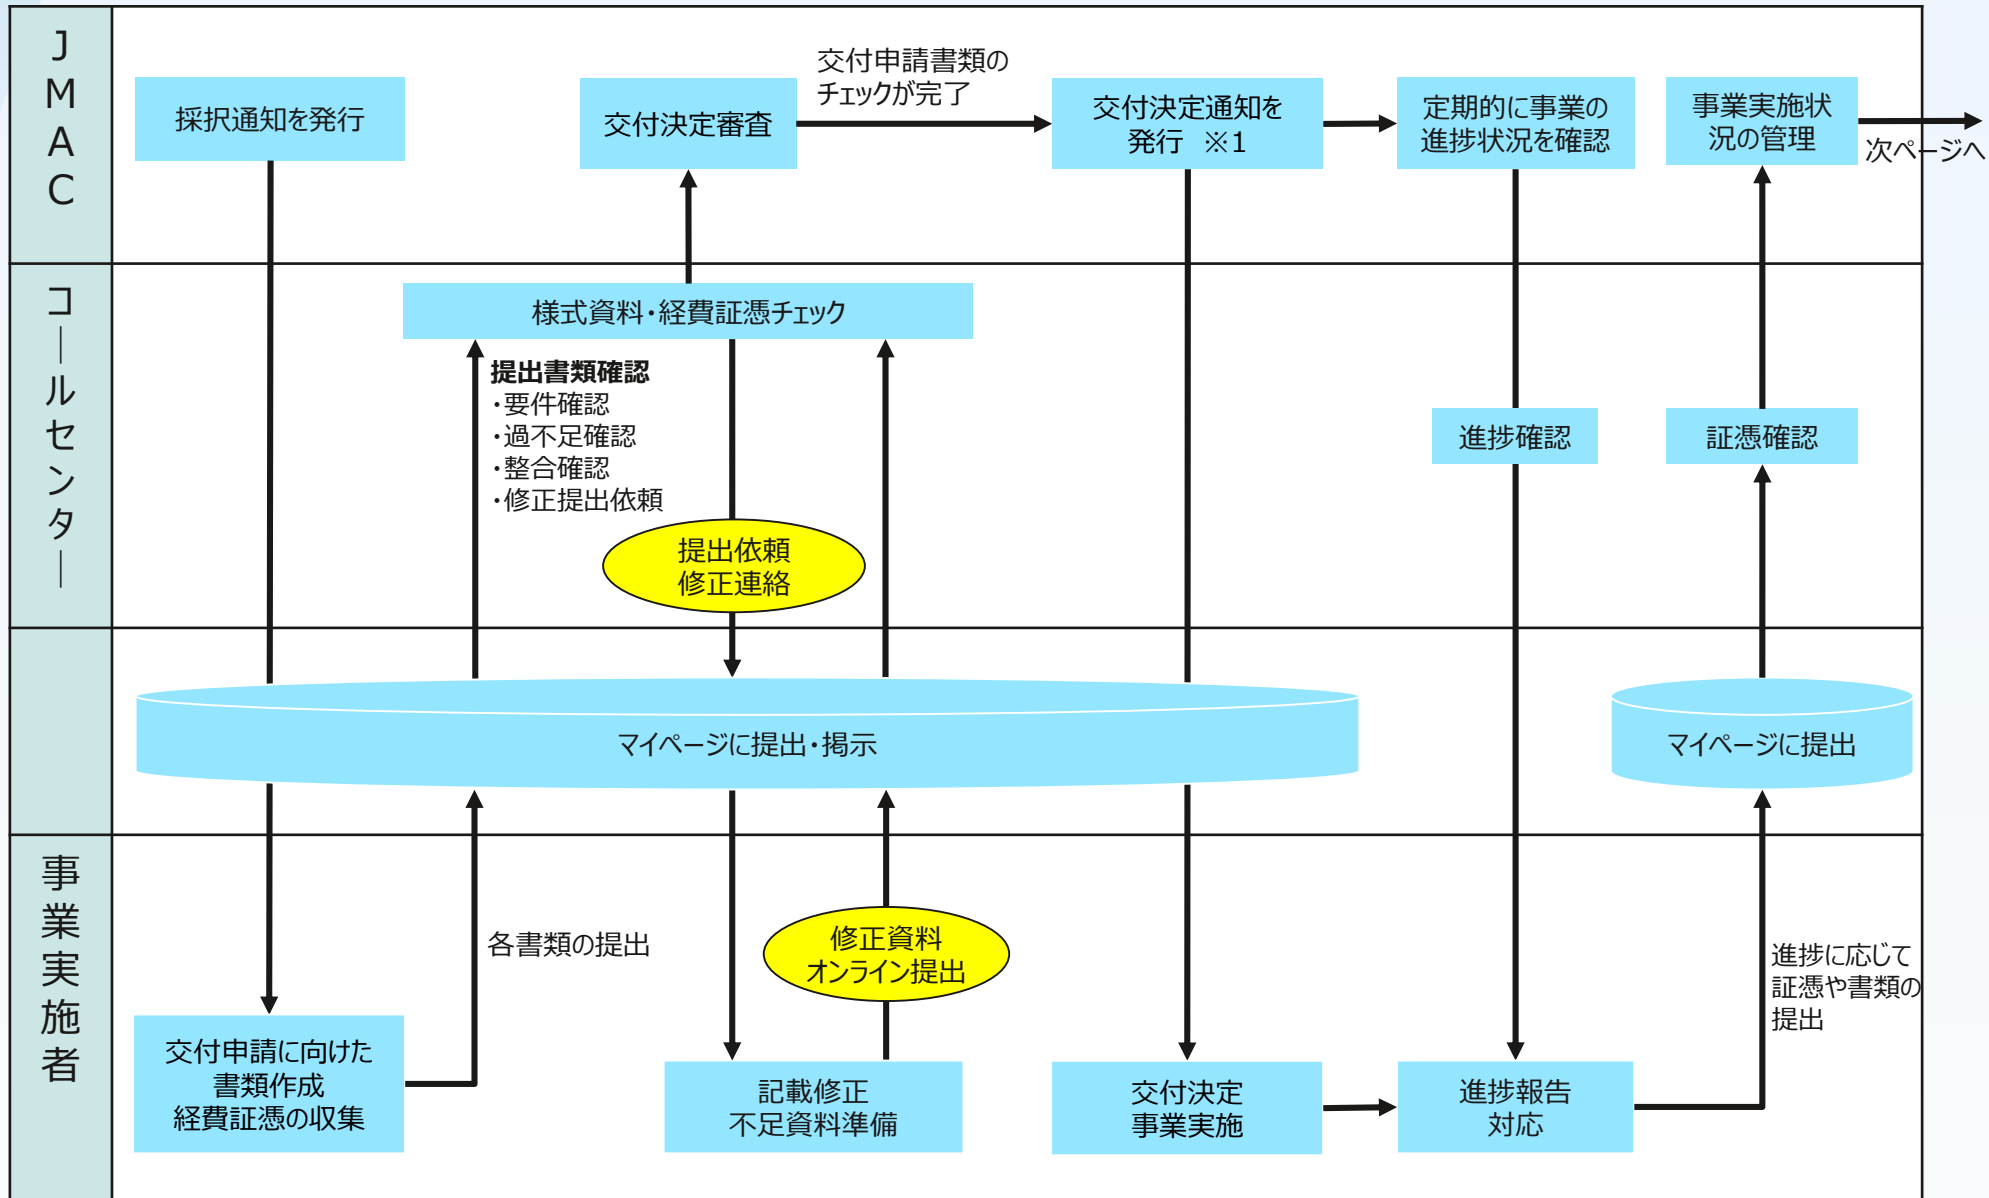 JMAC
採択通知を発行
交付決定審査
交付申請書類の
チェックが完了
交付決定通知を
発行 ※1
定期的に事業の
進捗状況を確認
事業実施状
況の管理
次ページへ
コールセンター
様式資料・経費証憑チェック
提出書類確認
・要件確認
・過不足確認
・整合確認
・修正提出依頼
提出依頼
修正連絡
進捗確認
証憑確認
マイページに提出・掲示
マイページに提出
事業実施者
交付申請に向けた
書類作成
経費証憑の収集
各書類の提出
記載修正
不足資料準備
修正資料
オンライン提出
交付決定
事業実施
進捗報告
対応
進捗に応じて
証憑や書類の
提出